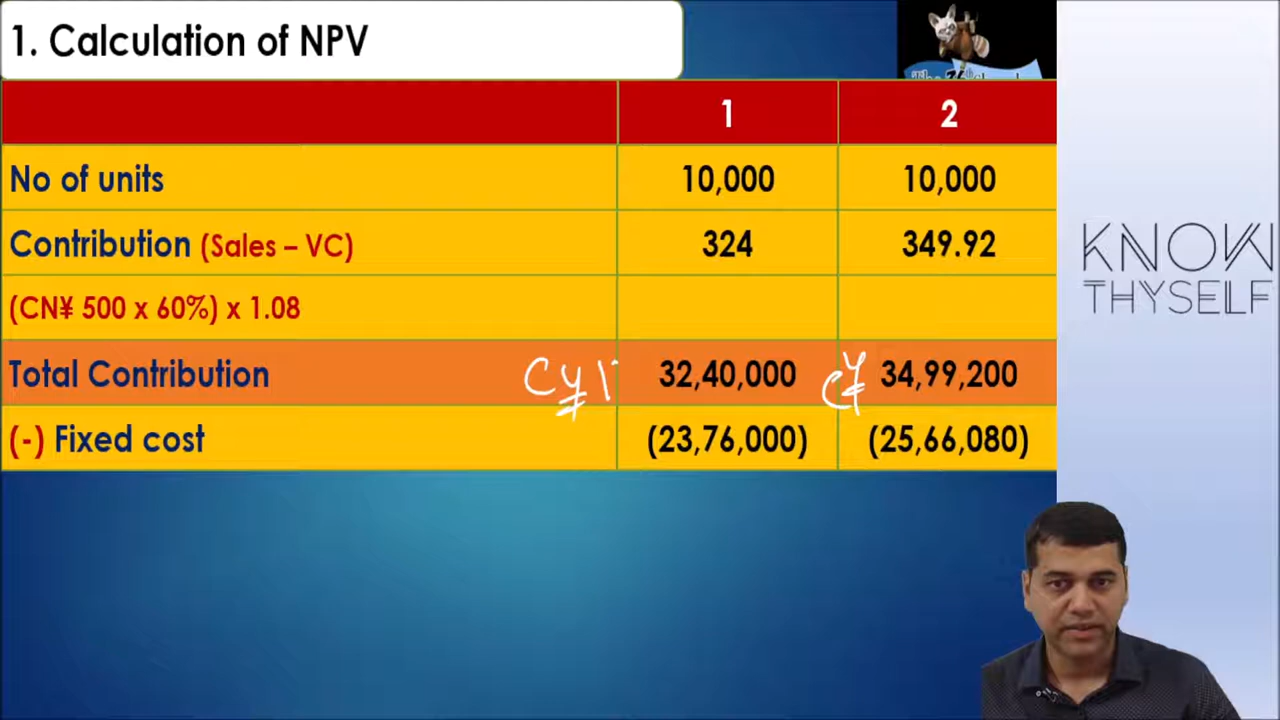 1. Calculation of NPV
1 2
No of units 10,000 10,000
Contribution (Sales – VC) 324 349.92
(CN¥ 500 x 60%) x 1.08
Total Contribution C¥ 32,40,000 C¥ 34,99,200
(-) Fixed cost (23,76,000) (25,66,080)
KNOW
THYSELF